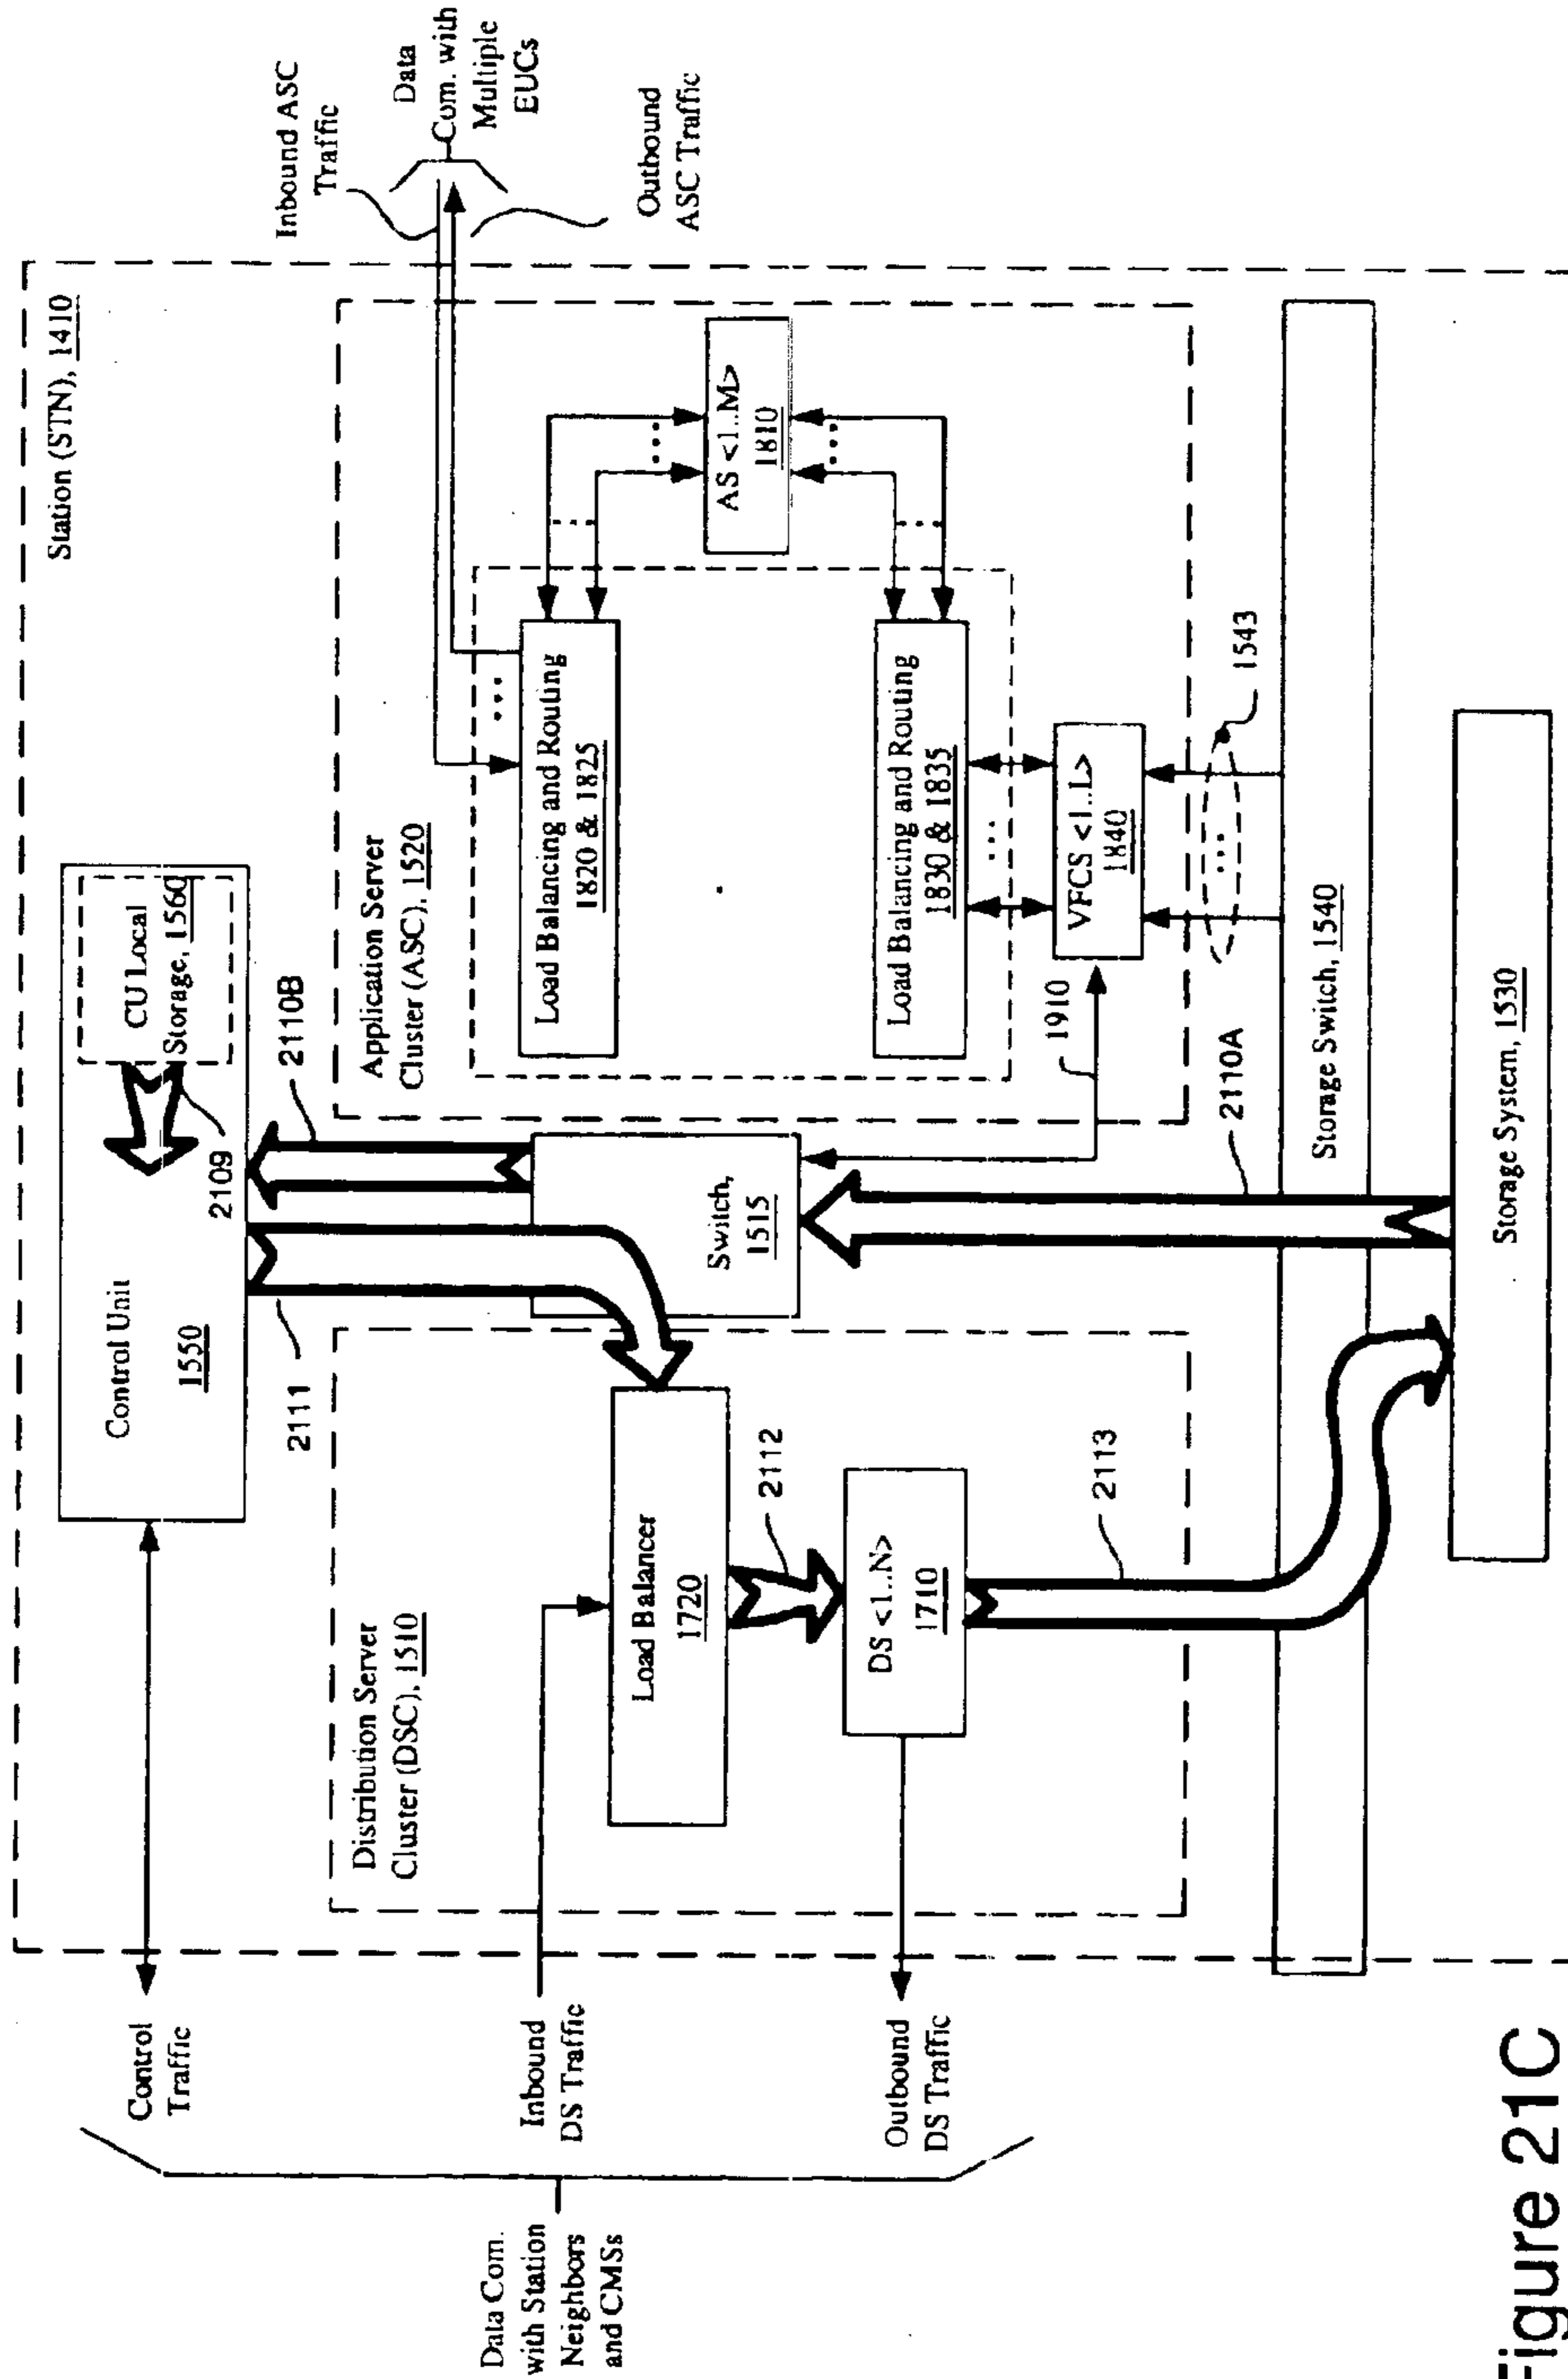 Station (STN), 1410
Control Unit
1550
CU Local
Storage, 1560
2109
2110B
2111
Control
Traffic
Data Com.
with Station
Neighbors
and CMSs
Inbound
DS Traffic
Outbound
DS Traffic
Distribution Server
Cluster (DSC), 1510
Load Balancer
1720
2112
DS <1..N>
1710
2113
Switch,
1515
Application Server
Cluster (ASC), 1520
Load Balancing and Routing
1820 & 1825
...
AS <1..M>
1810
...
...
Load Balancing and Routing
1830 & 1835
...
VFCS <1..L>
1840
1910
1543
...
2110A
Inbound ASC
Traffic
Data
Com. with
Multiple
EUCs
Outbound
ASC Traffic
Storage Switch, 1540
Storage System, 1530
Figure 21C